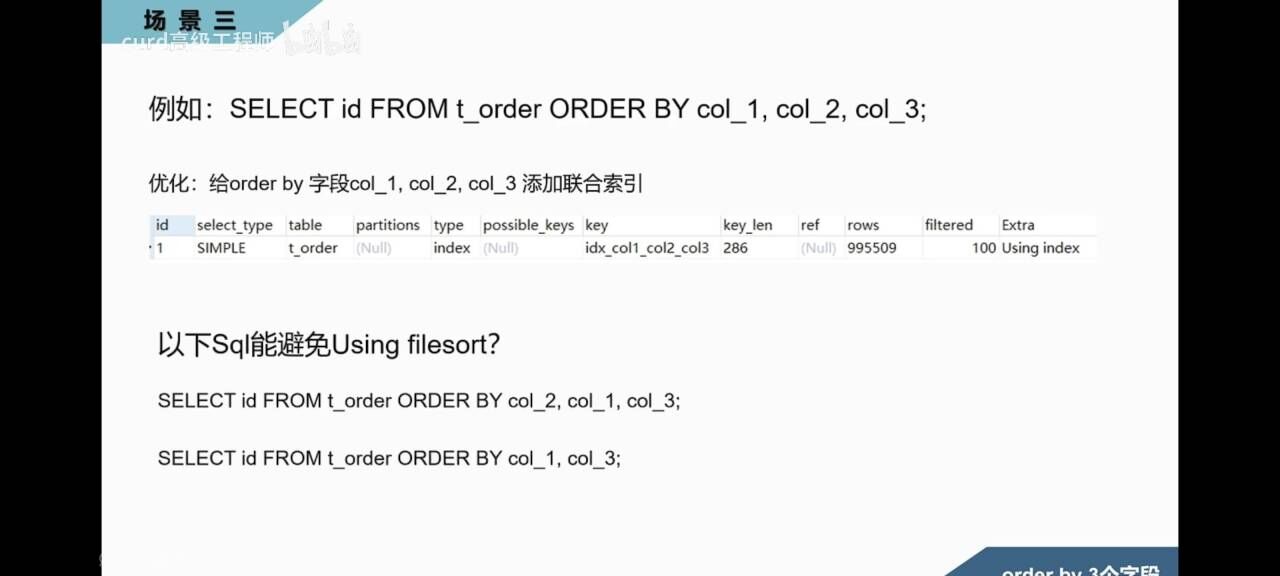 场景三
curd高级工程师 bilibili
例如：SELECT id FROM t_order ORDER BY col_1, col_2, col_3;
优化：给order by 字段col_1, col_2, col_3 添加联合索引
id select_type table partitions type possible_keys key key_len ref rows filtered Extra
1 SIMPLE t_order (Null) index (Null) idx_col1_col2_col3 286 (Null) 995509 100 Using index
以下Sql能避免Using filesort？
SELECT id FROM t_order ORDER BY col_2, col_1, col_3;
SELECT id FROM t_order ORDER BY col_1, col_3;
order by 3个字段